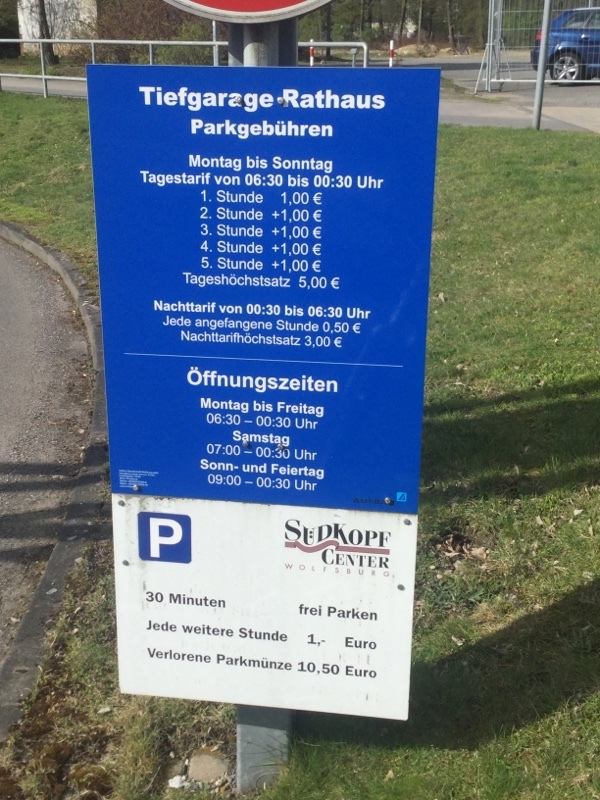 Tiefgarage Rathaus
Parkgebühren
Montag bis Sonntag
Tagestarif von 06:30 bis 00:30 Uhr
1. Stunde 1,00 €
2. Stunde +1,00 €
3. Stunde +1,00 €
4. Stunde +1,00 €
5. Stunde +1,00 €
Tageshöchstsatz 5,00 €
Nachttarif von 00:30 bis 06:30 Uhr
Jede angefangene Stunde 0,50 €
Nachttarifhöchstsatz 3,00 €
Öffnungszeiten
Montag bis Freitag
06:30 – 00:30 Uhr
Samstag
07:00 – 00:30 Uhr
Sonn- und Feiertag
09:00 – 00:30 Uhr
P
SÜDKOPF
CENTER
WOLFSBURG
30 Minuten frei Parken
Jede weitere Stunde 1,- Euro
Verlorene Parkmünze 10,50 Euro